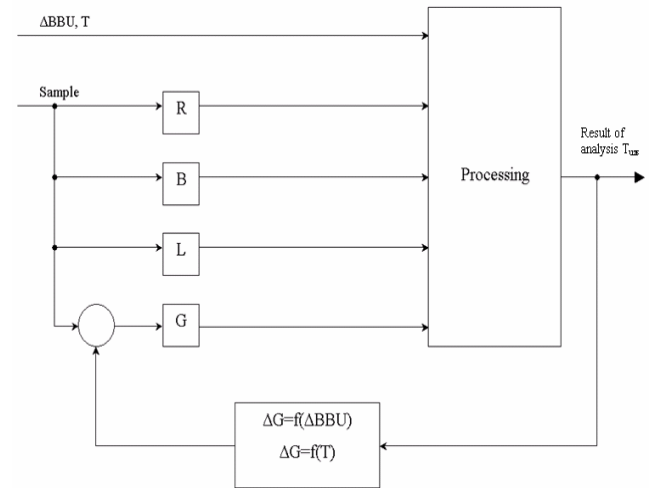 ΔBBU, T
Sample
R
B
L
G
Processing
Result of
analysis
ΔG=f(ΔBBU)
ΔG=f(T)